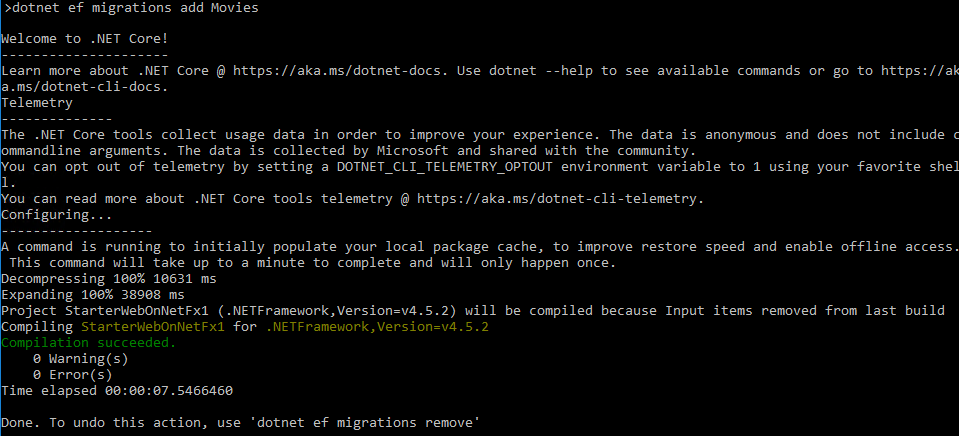 >dotnet ef migrations add Movies
Welcome to .NET Core!
---------------------
Learn more about .NET Core @ https://aka.ms/dotnet-docs. Use dotnet --help to see available commands or go to https://ak
a.ms/dotnet-cli-docs.
Telemetry
--------------
The .NET Core tools collect usage data in order to improve your experience. The data is anonymous and does not include c
ommandline arguments. The data is collected by Microsoft and shared with the community.
You can opt out of telemetry by setting a DOTNET_CLI_TELEMETRY_OPTOUT environment variable to 1 using your favorite shel
l.
You can read more about .NET Core tools telemetry @ https://aka.ms/dotnet-cli-telemetry.
Configuring...
-------------------
A command is running to initially populate your local package cache, to improve restore speed and enable offline access.
 This command will take up to a minute to complete and will only happen once.
Decompressing 100% 10631 ms
Expanding 100% 38908 ms
Project StarterWebOnNetFx1 (.NETFramework,Version=v4.5.2) will be compiled because Input items removed from last build
Compiling StarterWebOnNetFx1 for .NETFramework,Version=v4.5.2
Compilation succeeded.
    0 Warning(s)
    0 Error(s)
Time elapsed 00:00:07.5466460
Done. To undo this action, use 'dotnet ef migrations remove'